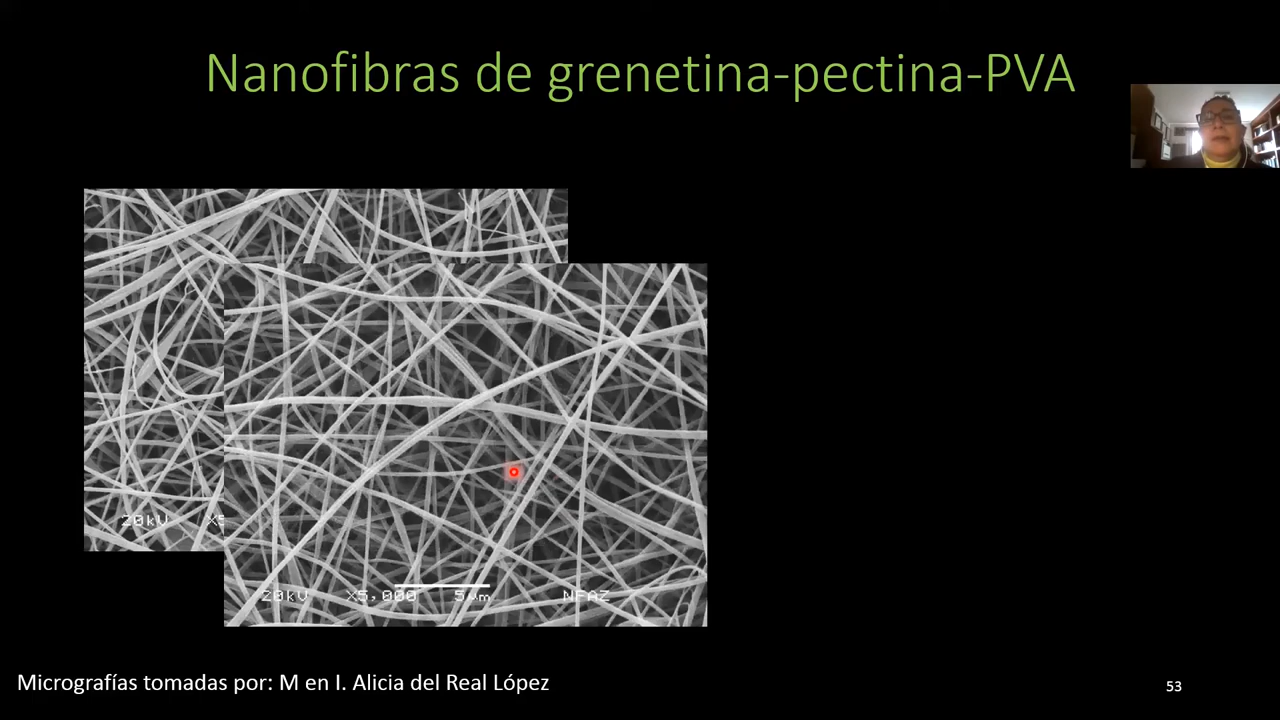 Nanofibras de grenetina-pectina-PVA
20kV X5
20kV X5,000 5µm NFAZ
Micrografías tomadas por: M en I. Alicia del Real López
53